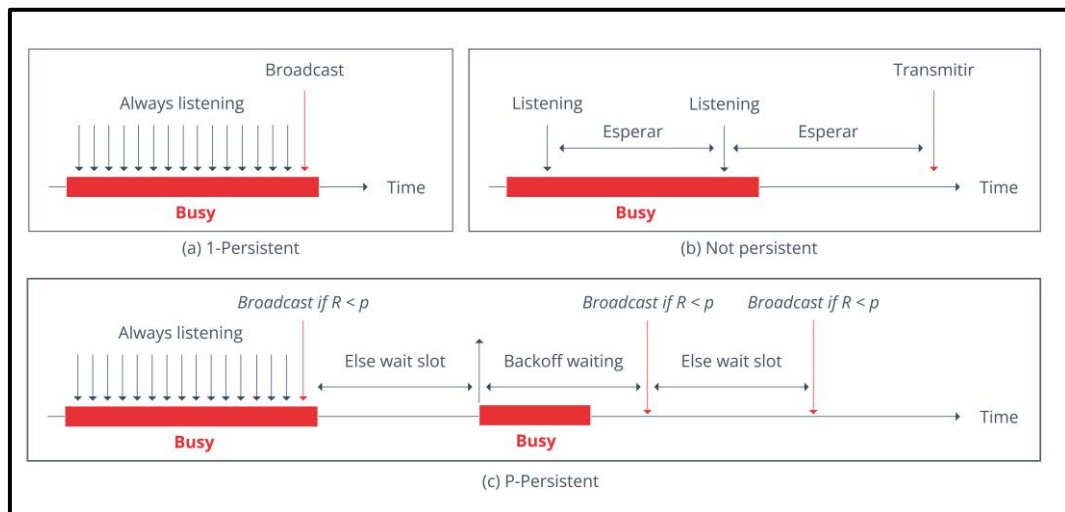 Broadcast
Always listening
Time
Busy
(a) 1-Persistent
Transmitir
Listening
Listening
Esperar
Esperar
Time
Busy
(b) Not persistent
Broadcast if R < p
Broadcast if R < p
Broadcast if R < p
Always listening
Else wait slot
Backoff waiting
Else wait slot
Time
Busy
Busy
(c) P-Persistent